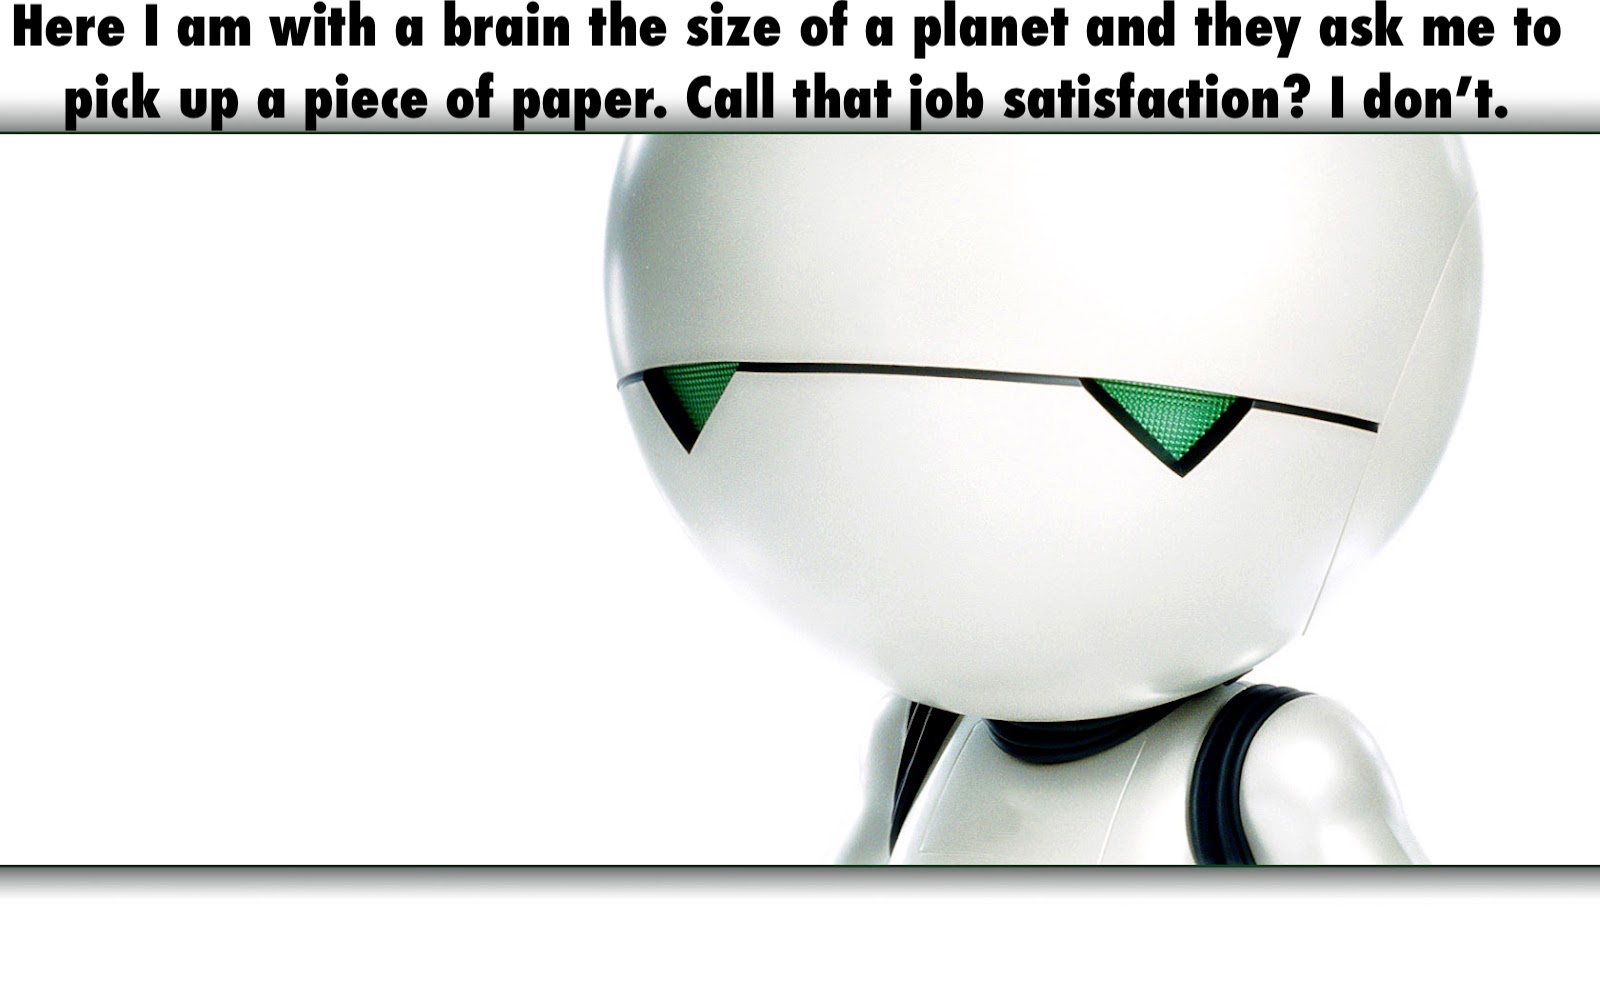 Here I am with a brain the size of a planet and they ask me to
pick up a piece of paper. Call that job satisfaction? I don’t.